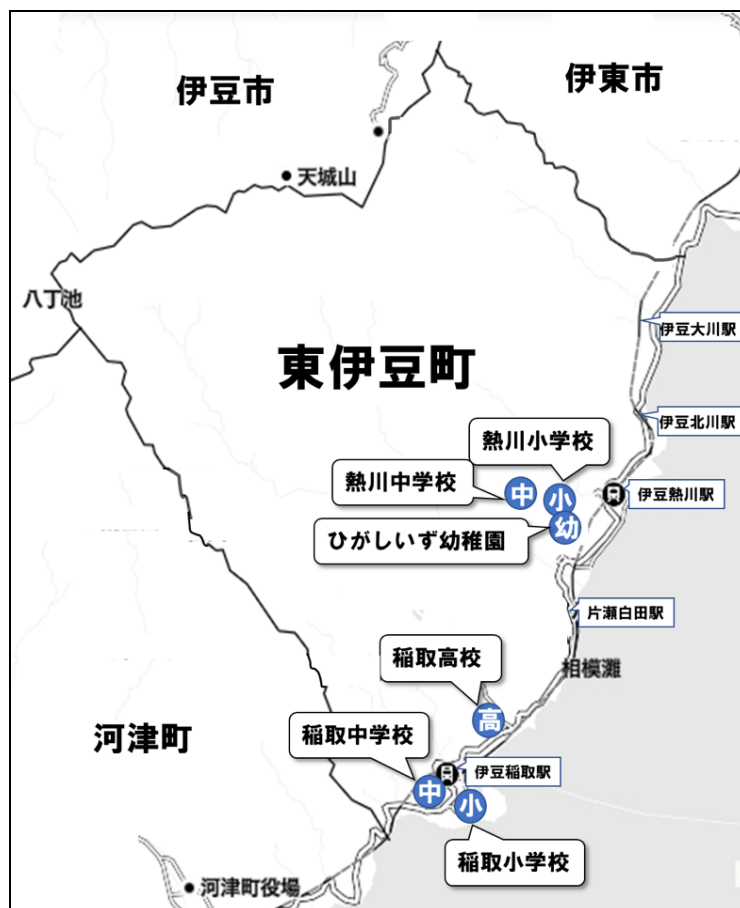 伊豆市
伊東市
天城山
八丁池
伊豆大川駅
東伊豆町
伊豆北川駅
熱川小学校
熱川中学校
中
小
伊豆熱川駅
幼
ひがしいず幼稚園
片瀬白田駅
稲取高校
相模灘
高
河津町
稲取中学校
伊豆稲取駅
中
小
稲取小学校
河津町役場